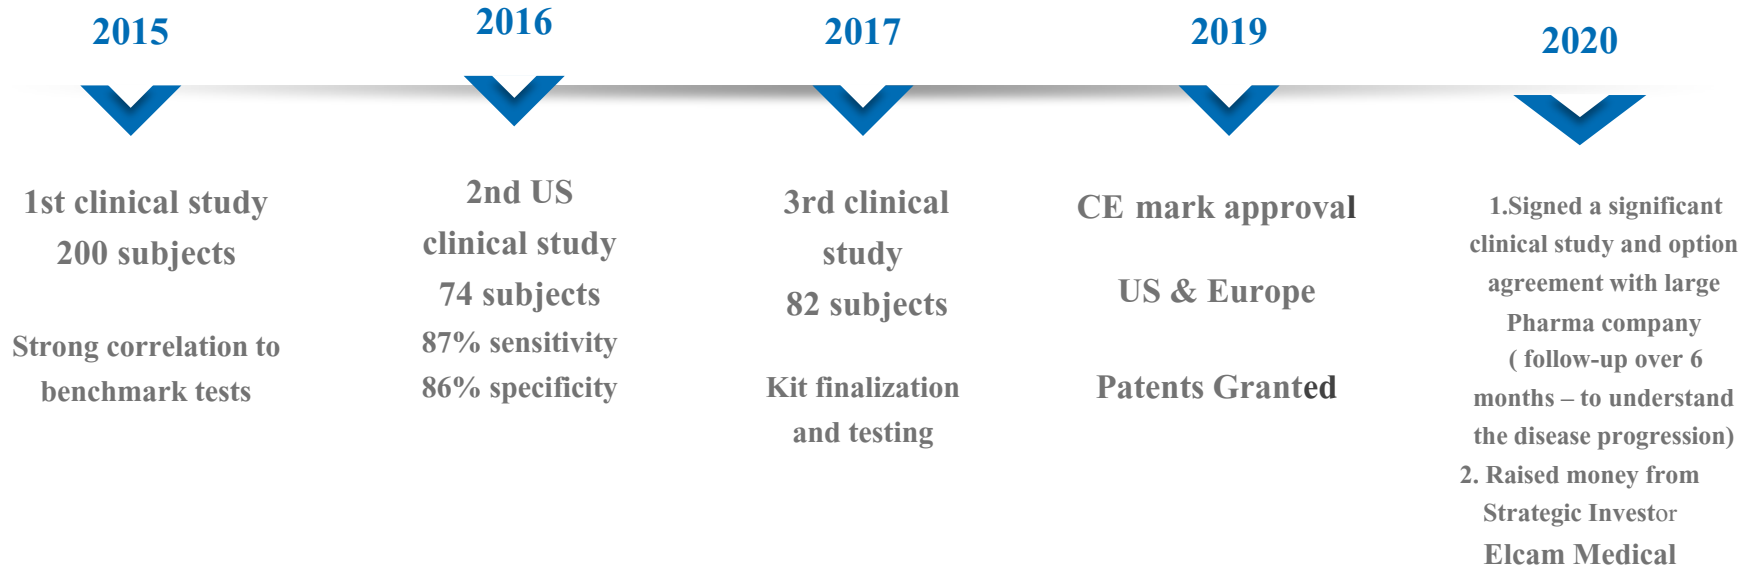 2015
1st clinical study
200 subjects
Strong correlation to
benchmark tests
2016
2nd US
clinical study
74 subjects
87% sensitivity
86% specificity
2017
3rd clinical
study
82 subjects
Kit finalization
and testing
2019
CE mark approval
US & Europe
Patents Granted
2020
1.Signed a significant
clinical study and option
agreement with large
Pharma company
( follow-up over 6
months – to understand
the disease progression)
2. Raised money from
Strategic Investor
Elcam Medical